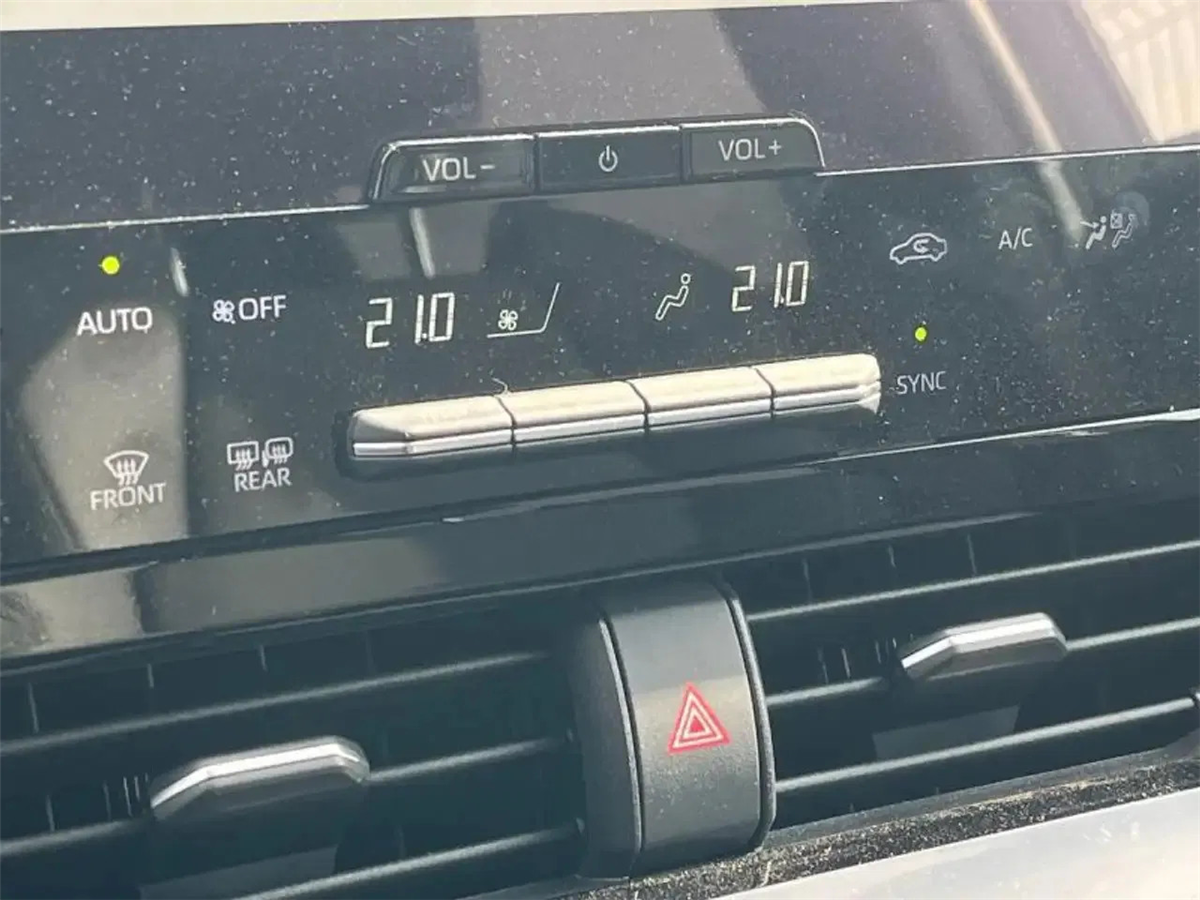 VOL- VOL+
AUTO OFF 21.0 21.0 A/C
SYNC
FRONT REAR